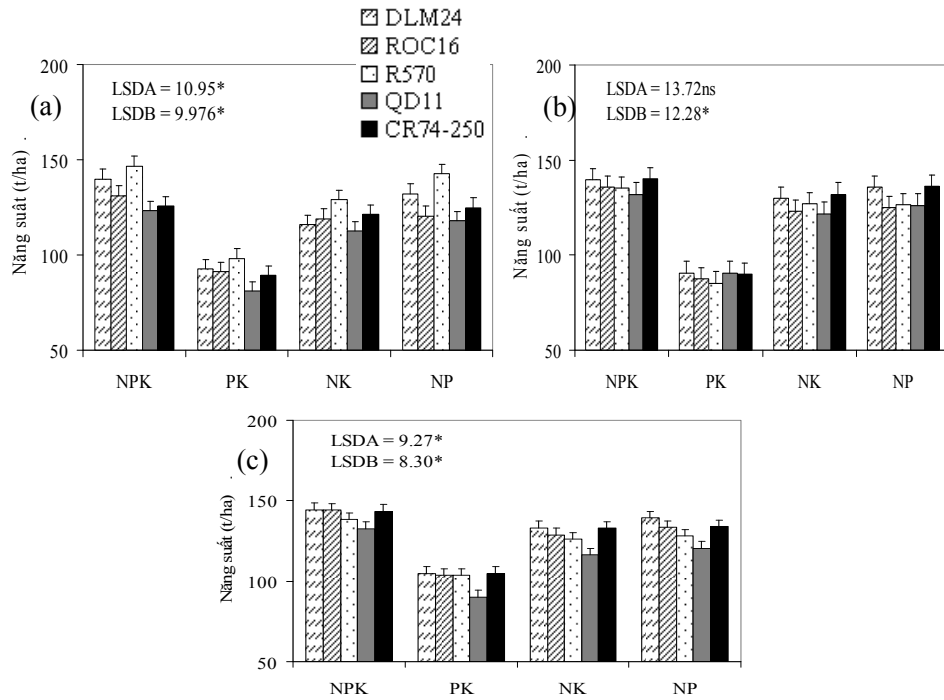 DLM24
ROC16
R570
QD11
CR74-250
(a)
LSDA = 10.95*
LSDB = 9.976*
Năng suất (t/ha)
200
150
100
50
NPK PK NK NP
(b)
LSDA = 13.72ns
LSDB = 12.28*
Năng suất (t/ha)
200
150
100
50
NPK PK NK NP
(c)
LSDA = 9.27*
LSDB = 8.30*
Năng suất (t/ha)
200
150
100
50
NPK PK NK NP